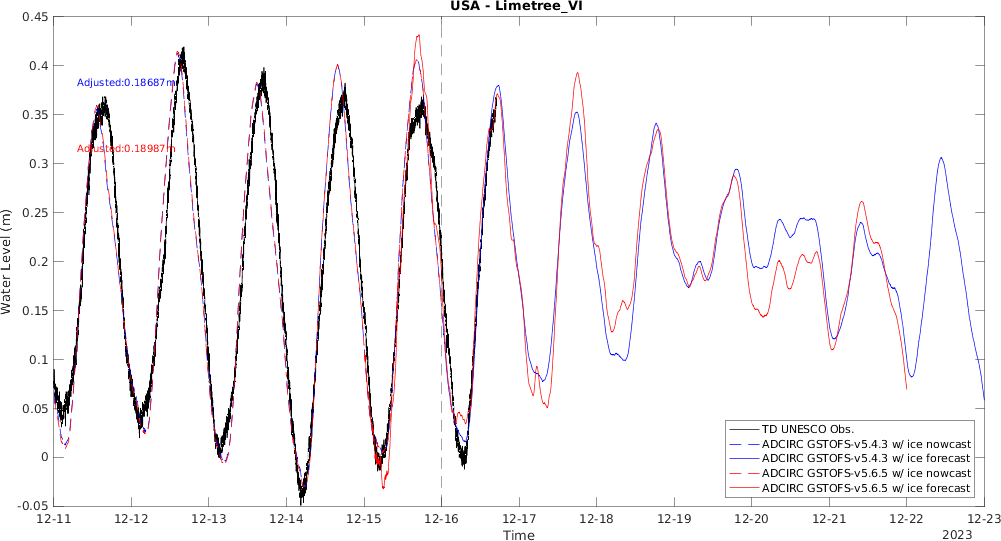 USA - Limetree_VI
0.45
0.4
0.35
0.3
0.25
0.2
0.15
0.1
0.05
0
-0.05
Water Level (m)
Adjusted:0.18687m
Adjusted:0.18987m
TD UNESCO Obs.
ADCIRC GSTOFS-v5.4.3 w/ ice nowcast
ADCIRC GSTOFS-v5.4.3 w/ ice forecast
ADCIRC GSTOFS-v5.6.5 w/ ice nowcast
ADCIRC GSTOFS-v5.6.5 w/ ice forecast
12-11 12-12 12-13 12-14 12-15 12-16 12-17 12-18 12-19 12-20 12-21 12-22 12-23
Time
2023